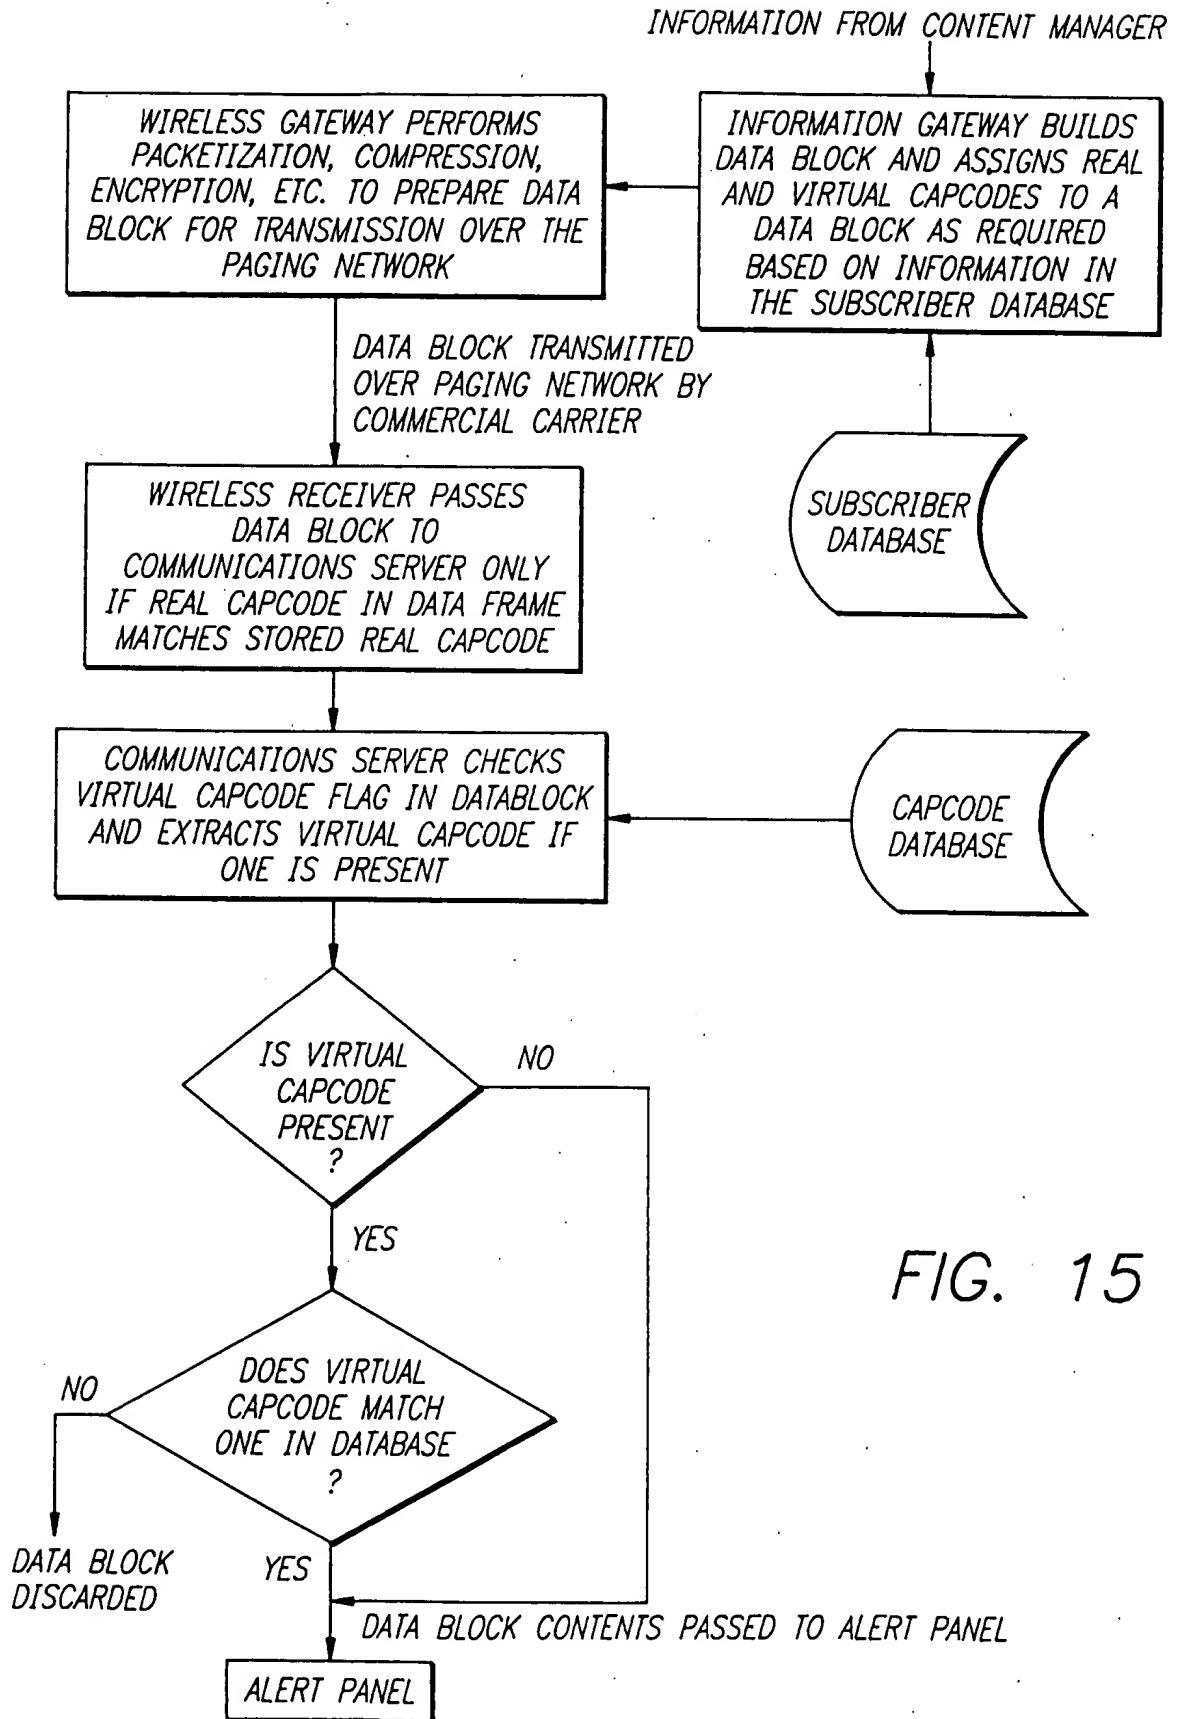 INFORMATION FROM CONTENT MANAGER
INFORMATION GATEWAY BUILDS
DATA BLOCK AND ASSIGNS REAL
AND VIRTUAL CAPCODES TO A
DATA BLOCK AS REQUIRED
BASED ON INFORMATION IN
THE SUBSCRIBER DATABASE
WIRELESS GATEWAY PERFORMS
PACKETIZATION, COMPRESSION,
ENCRYPTION, ETC. TO PREPARE DATA
BLOCK FOR TRANSMISSION OVER THE
PAGING NETWORK
DATA BLOCK TRANSMITTED
OVER PAGING NETWORK BY
COMMERCIAL CARRIER
SUBSCRIBER
DATABASE
WIRELESS RECEIVER PASSES
DATA BLOCK TO
COMMUNICATIONS SERVER ONLY
IF REAL CAPCODE IN DATA FRAME
MATCHES STORED REAL CAPCODE
COMMUNICATIONS SERVER CHECKS
VIRTUAL CAPCODE FLAG IN DATABLOCK
AND EXTRACTS VIRTUAL CAPCODE IF
ONE IS PRESENT
CAPCODE
DATABASE
IS VIRTUAL
CAPCODE
PRESENT
?
NO
YES
DOES VIRTUAL
CAPCODE MATCH
ONE IN DATABASE
?
NO
DATA BLOCK
DISCARDED
YES
DATA BLOCK CONTENTS PASSED TO ALERT PANEL
ALERT PANEL
FIG. 15